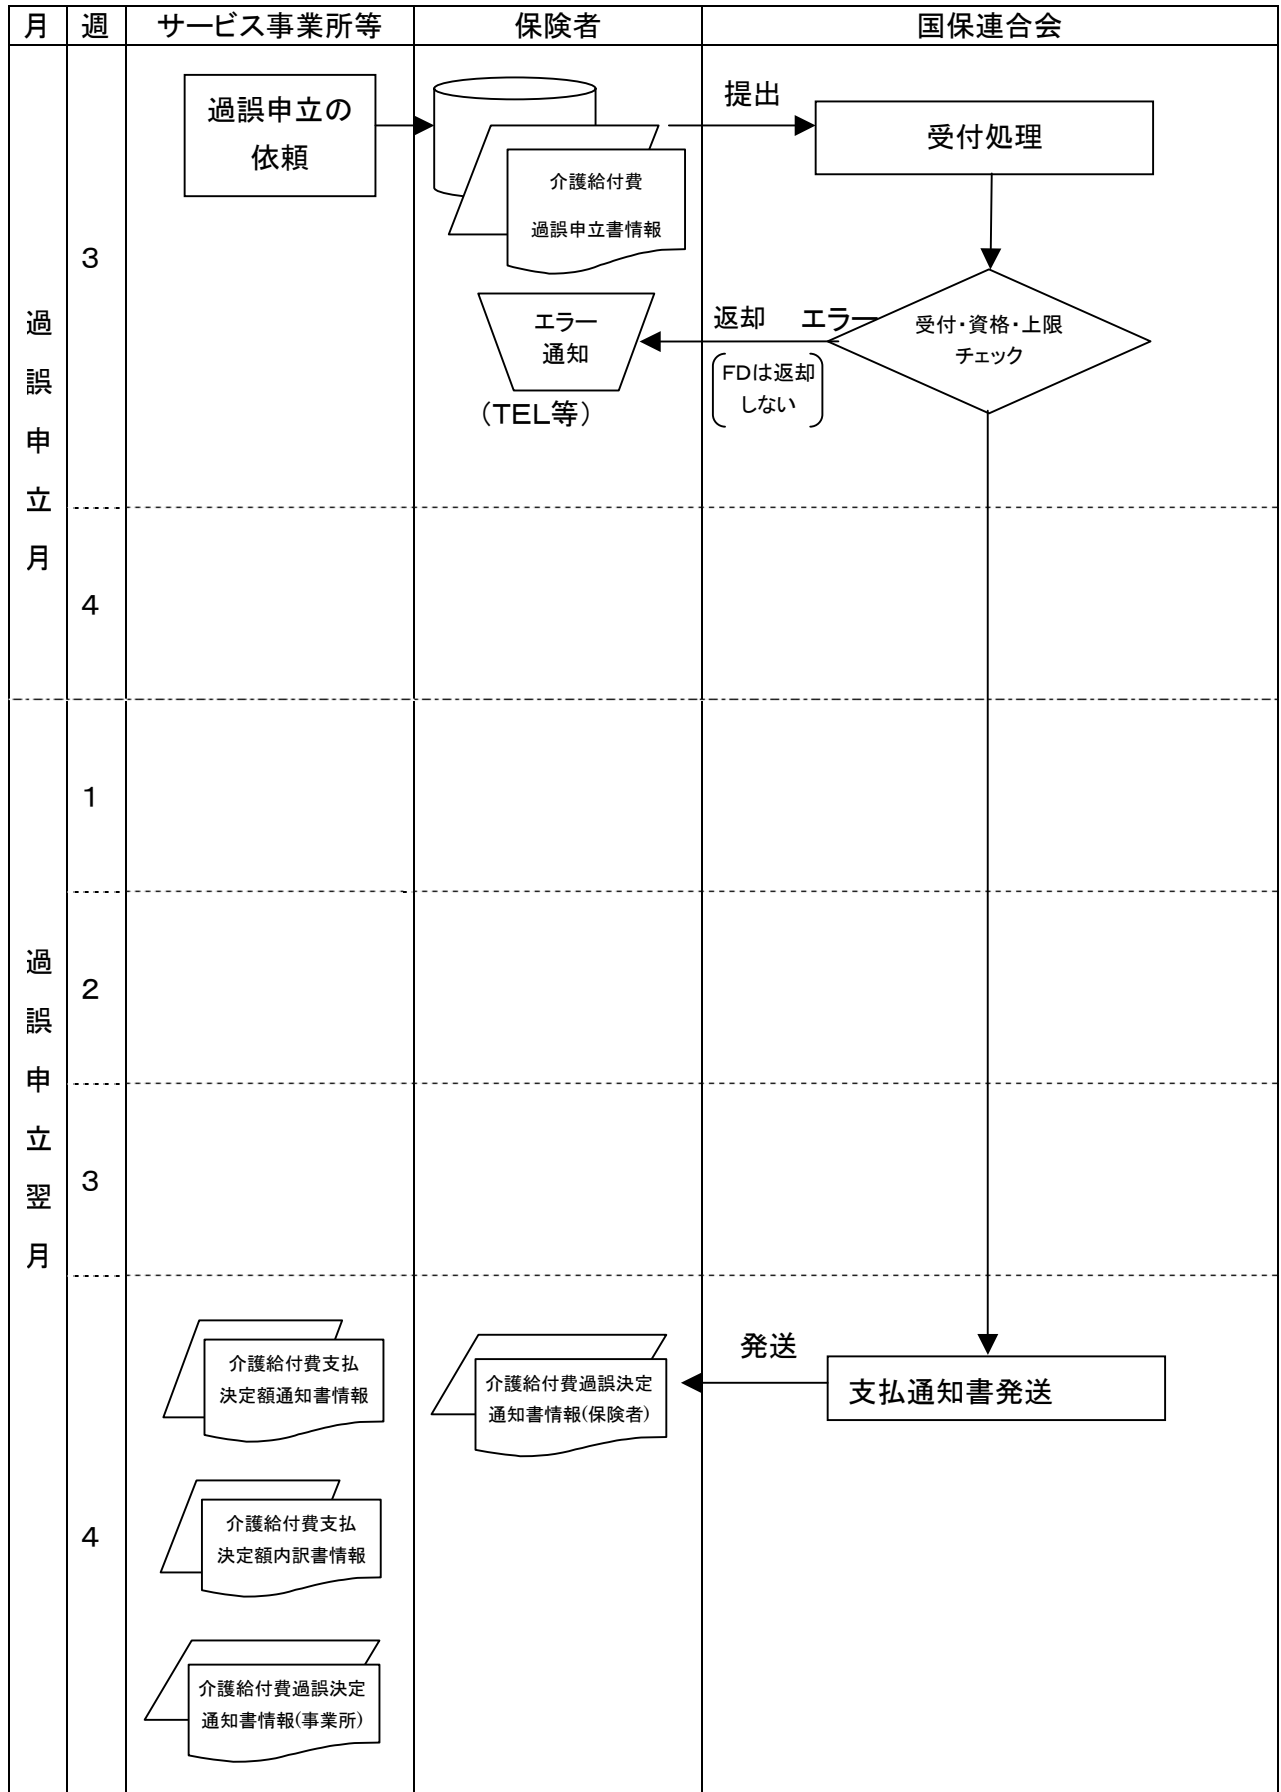 月 週 サービス事業所等 保険者 国保連合会
過誤申立月
3
過誤申立の
依頼
介護給付費
過誤申立書情報
提出
受付処理
受付・資格・上限
チェック
エラー
返却
FDは返却
しない
エラー
通知
（TEL等）
4
過誤申立翌月
1
2
3
4
介護給付費支払
決定額通知書情報
介護給付費支払
決定額内訳書情報
介護給付費過誤決定
通知書情報(事業所)
介護給付費過誤決定
通知書情報(保険者)
発送
支払通知書発送